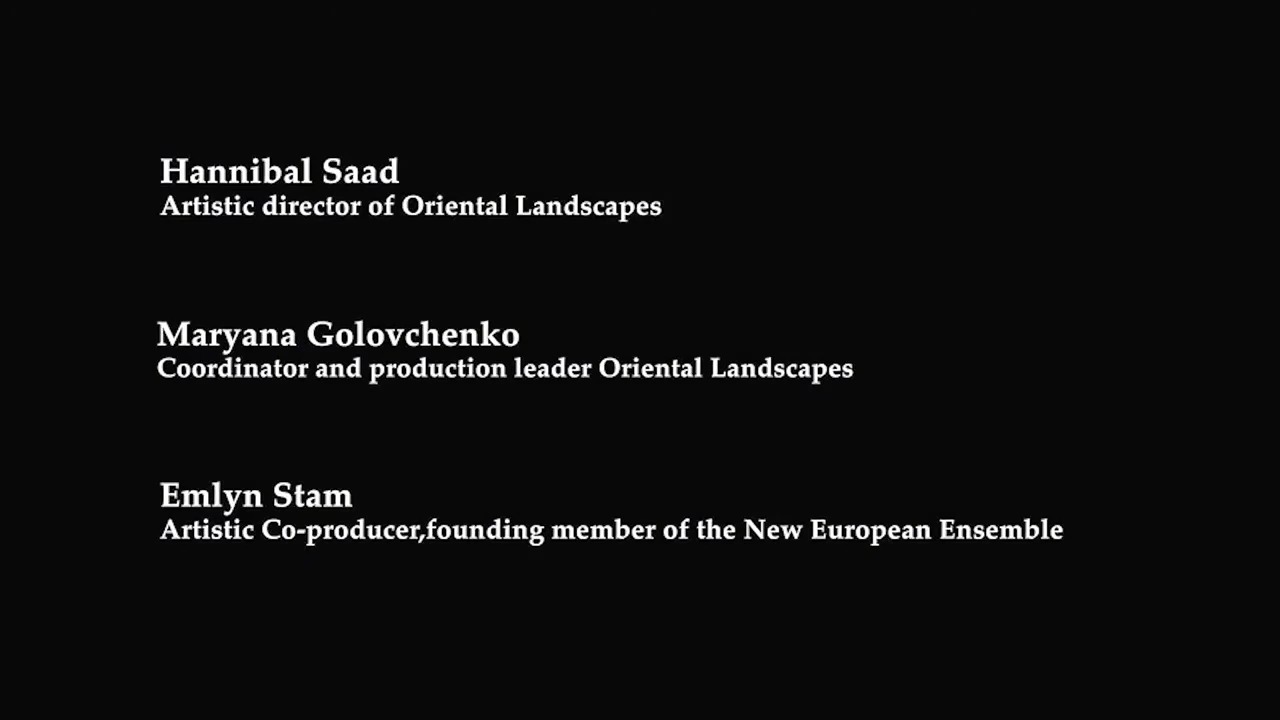 Hannibal Saad
Artistic director of Oriental Landscapes
Maryana Golovchenko
Coordinator and production leader Oriental Landscapes
Emlyn Stam
Artistic Co-producer,founding member of the New European Ensemble